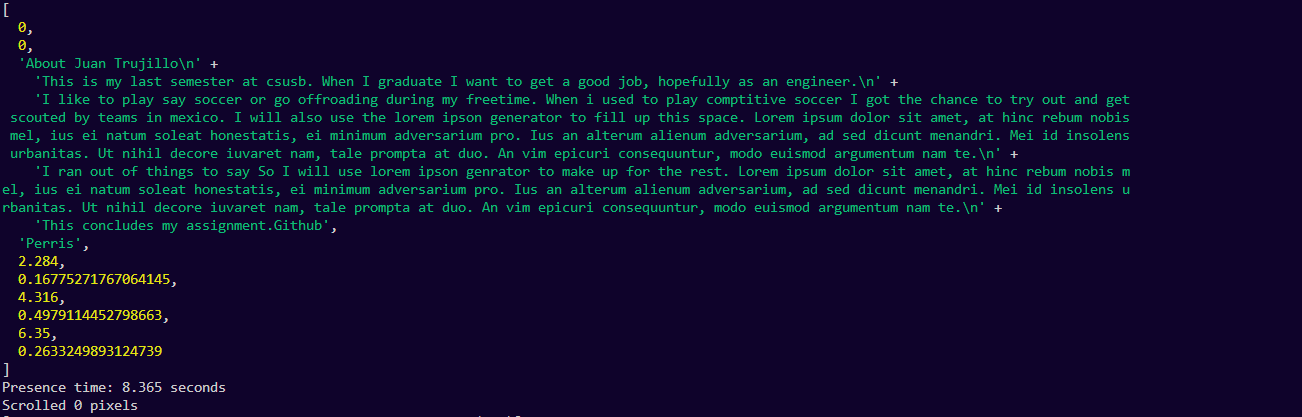 [
0,
0,
'About Juan Trujillo\n' +
'This is my last semester at csusb. When I graduate I want to get a good job, hopefully as an engineer.\n' +
'I like to play say soccer or go offroading during my freetime. When i used to play comptitive soccer I got the chance to try out and get
scouted by teams in mexico. I will also use the lorem ipson generator to fill up this space. Lorem ipsum dolor sit amet, at hinc rebum nobis
mel, ius ei natum soleat honestatis, ei minimum adversarium pro. Ius an alterum alienum adversarium, ad sed dicunt menandri. Mei id insolens
urbanitas. Ut nihil decore iuvaret nam, tale prompta at duo. An vim epicuri consequuntur, modo euismod argumentum nam te.\n' +
'I ran out of things to say So I will use lorem ipson genrator to make up for the rest. Lorem ipsum dolor sit amet, at hinc rebum nobis m
el, ius ei natum soleat honestatis, ei minimum adversarium pro. Ius an alterum alienum adversarium, ad sed dicunt menandri. Mei id insolens u
rbanitas. Ut nihil decore iuvaret nam, tale prompta at duo. An vim epicuri consequuntur, modo euismod argumentum nam te.\n' +
'This concludes my assignment.Github',
'Perris',
2.284,
0.16775271767064145,
4.316,
0.4979114452798663,
6.35,
0.2633249893124739
]
Presence time: 8.365 seconds
Scrolled 0 pixels